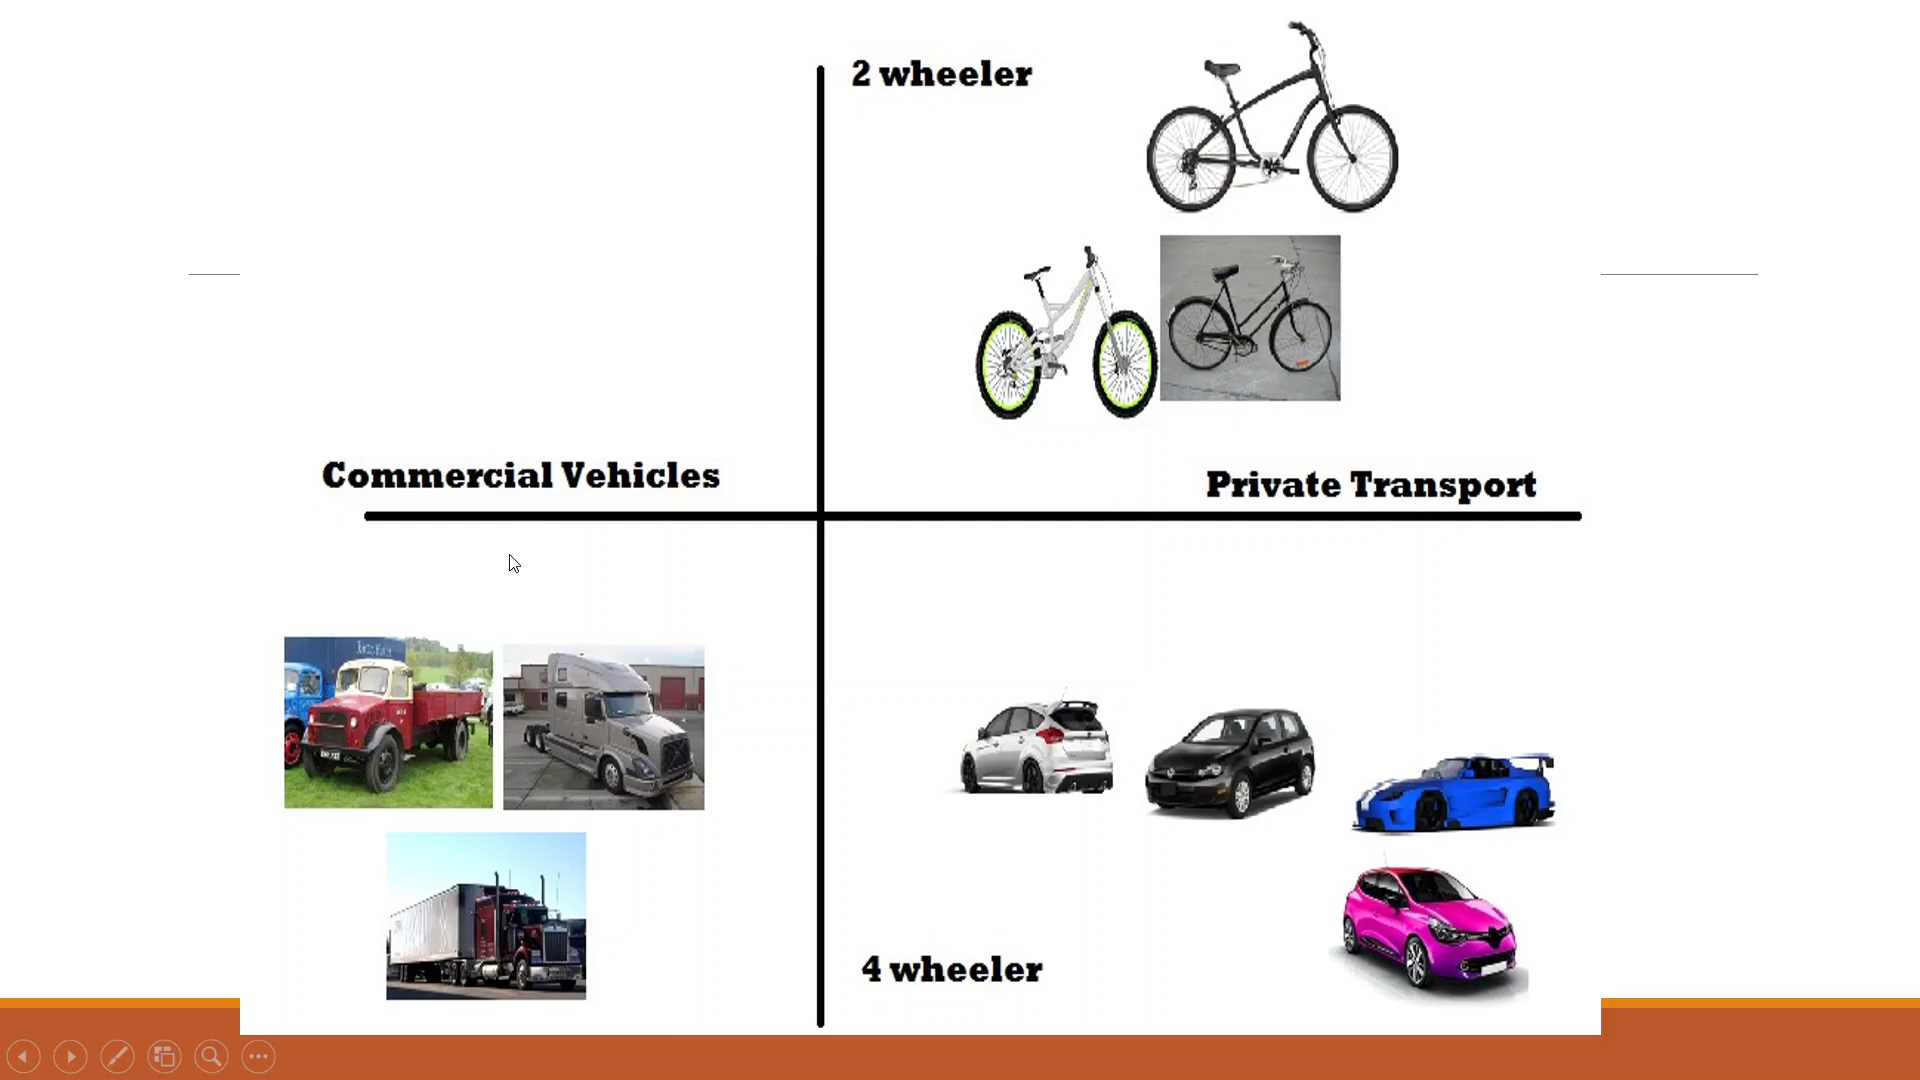 2 wheeler
Commercial Vehicles
Private Transport
4 wheeler